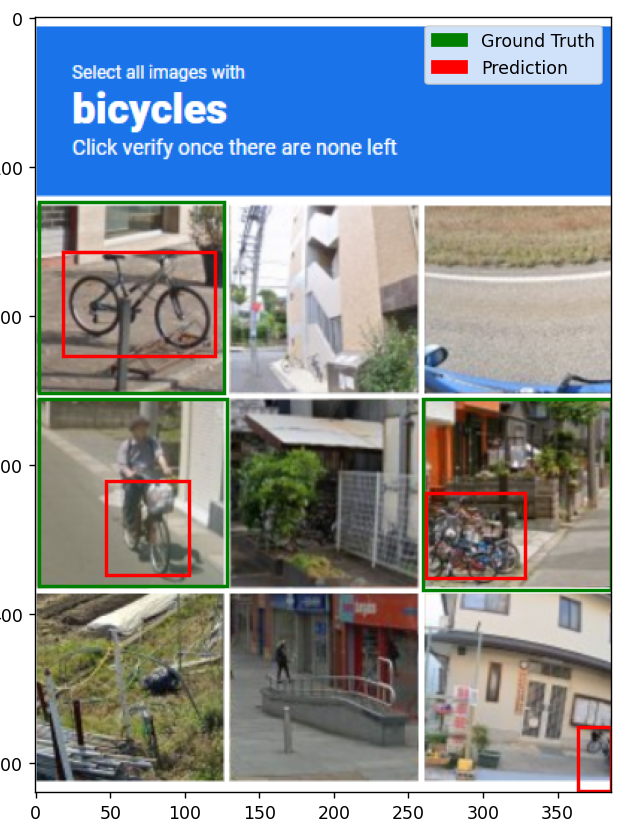 0
Ground Truth
Prediction
Select all images with
bicycles
Click verify once there are none left
00
00
00
00
00
0
50
100
150
200
250
300
350